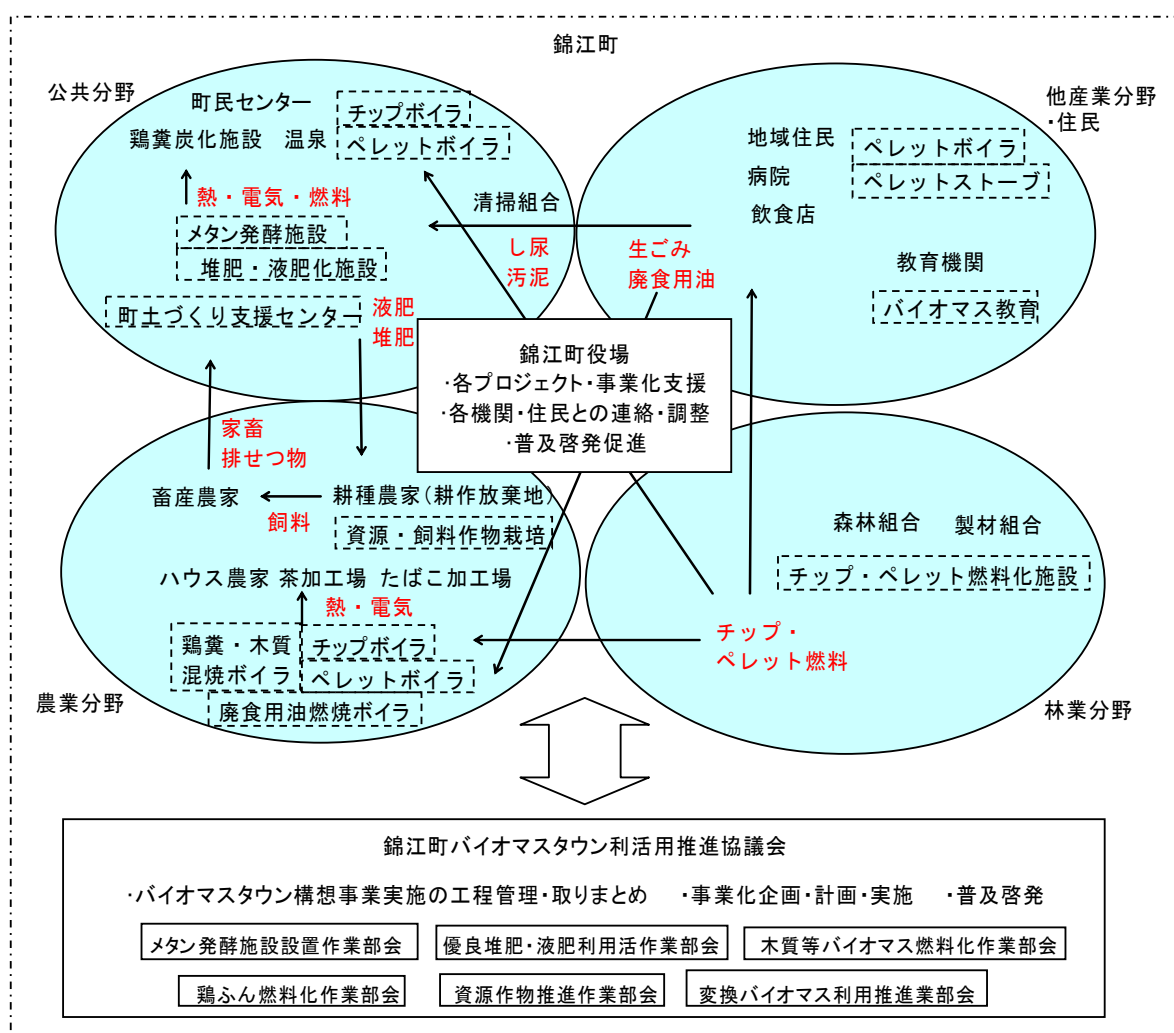 錦江町
公共分野
町民センター
チップボイラ
鶏糞炭化施設 温泉
ペレットボイラ
熱・電気・燃料
清掃組合
メタン発酵施設
堆肥・液肥化施設
し尿
汚泥
町土づくり支援センター
液肥
堆肥
他産業分野
・住民
地域住民
ペレットボイラ
病院
ペレットストーブ
飲食店
生ごみ
廃食用油
教育機関
バイオマス教育
錦江町役場
・各プロジェクト・事業化支援
・各機関・住民との連絡・調整
・普及啓発促進
家畜
排せつ物
畜産農家
耕種農家(耕作放棄地)
飼料
資源・飼料作物栽培
ハウス農家 茶加工場 たばこ加工場
熱・電気
鶏糞・木質
混焼ボイラ
チップボイラ
ペレットボイラ
廃食用油燃焼ボイラ
農業分野
森林組合
製材組合
チップ・ペレット燃料化施設
チップ・
ペレット燃料
林業分野
錦江町バイオマスタウン利活用推進協議会
・バイオマスタウン構想事業実施の工程管理・取りまとめ ・事業化企画・計画・実施 ・普及啓発
メタン発酵施設設置作業部会
優良堆肥・液肥利用活作業部会
木質等バイオマス燃料化作業部会
鶏ふん燃料化作業部会
資源作物推進作業部会
変換バイオマス利用推進業部会